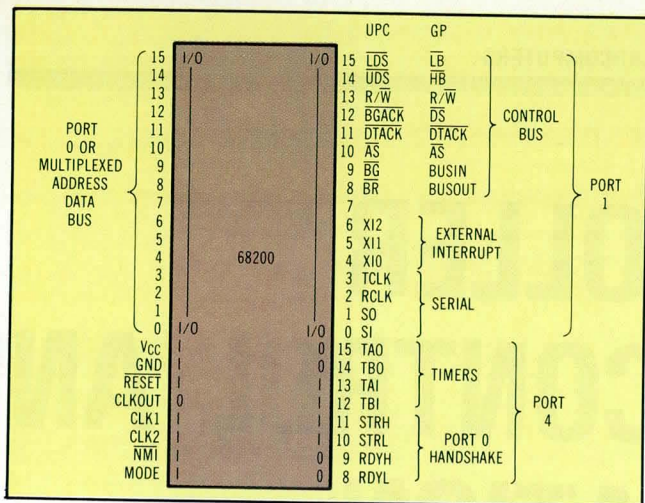 UPC GP
15 I/O I/O 15 LDS LB
14 14 UDS HB
13 13 R/W R/W
12 12 BGACK DS
11 11 DTACK DTACK
10 10 AS AS
9 9 BG BUSIN
8 8 BR BUSOUT
7 7
6 6 XI2
5 5 XI1
4 4 XI0
3 3 TCLK
2 2 RCLK
1 1 SO
0 I/O I/O 0 SI
VCC I O 15 TAO
GND I O 14 TBO
RESET I I 13 TAI
CLKOUT O I 12 TBI
CLK1 I I 11 STRH
CLK2 I I 10 STRL
NMI I O 9 RDYH
MODE I O 8 RDYL
PORT
0 OR
MULTIPLEXED
ADDRESS
DATA
BUS
68200
CONTROL
BUS
EXTERNAL
INTERRUPT
SERIAL
PORT
1
TIMERS
PORT 0
HANDSHAKE
PORT
4